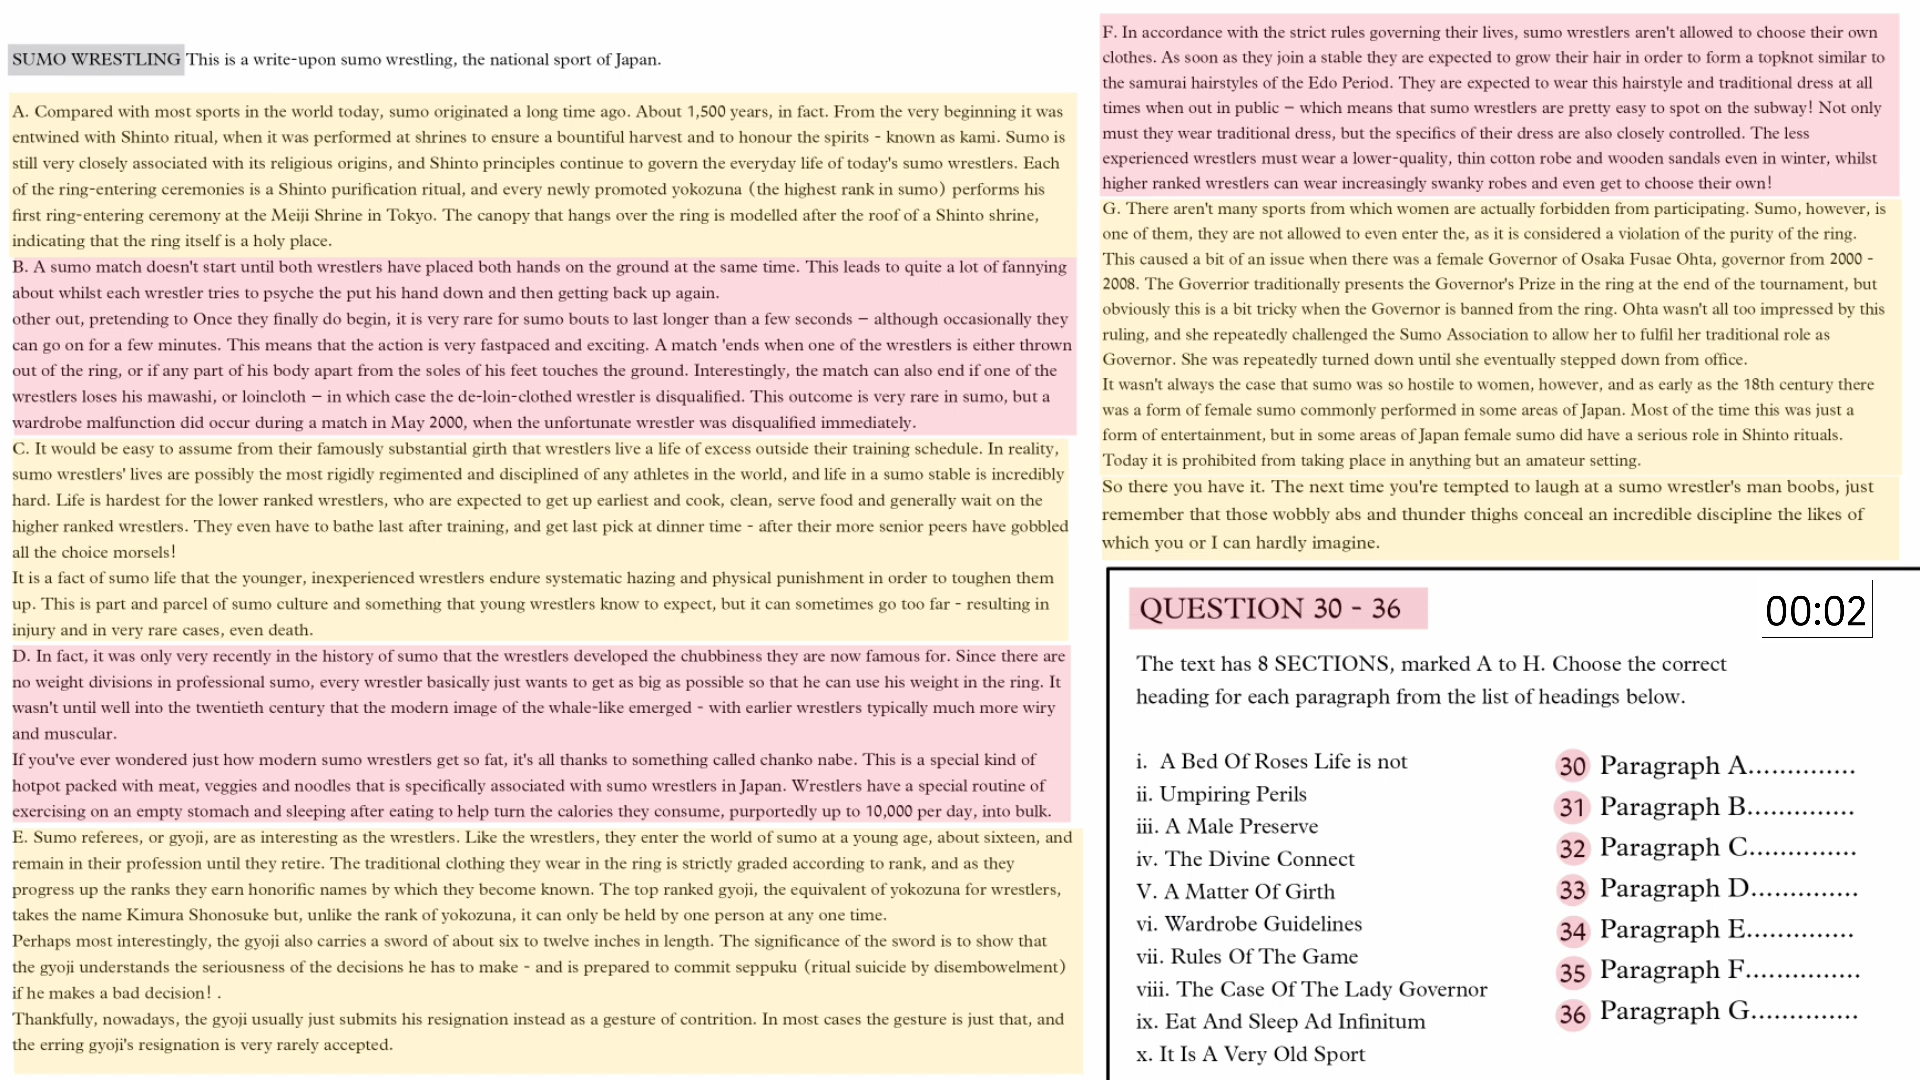 SUMO WRESTLING This is a write-upon sumo wrestling, the national sport of Japan.
A. Compared with most sports in the world today, sumo originated a long time ago. About 1,500 years, in fact. From the very beginning it was
entwined with Shinto ritual, when it was performed at shrines to ensure a bountiful harvest and to honour the spirits - known as kami. Sumo is
still very closely associated with its religious origins, and Shinto principles continue to govern the everyday life of today's sumo wrestlers. Each
of the ring-entering ceremonies is a Shinto purification ritual, and every newly promoted yokozuna (the highest rank in sumo) performs his
first ring-entering ceremony at the Meiji Shrine in Tokyo. The canopy that hangs over the ring is modelled after the roof of a Shinto shrine,
indicating that the ring itself is a holy place.
B. A sumo match doesn't start until both wrestlers have placed both hands on the ground at the same time. This leads to quite a lot of fannying
about whilst each wrestler tries to psyche the put his hand down and then getting back up again.
other out, pretending to Once they finally do begin, it is very rare for sumo bouts to last longer than a few seconds – although occasionally they
can go on for a few minutes. This means that the action is very fastpaced and exciting. A match 'ends when one of the wrestlers is either thrown
out of the ring, or if any part of his body apart from the soles of his feet touches the ground. Interestingly, the match can also end if one of the
wrestlers loses his mawashi, or loincloth – in which case the de-loin-clothed wrestler is disqualified. This outcome is very rare in sumo, but a
wardrobe malfunction did occur during a match in May 2000, when the unfortunate wrestler was disqualified immediately.
C. It would be easy to assume from their famously substantial girth that wrestlers live a life of excess outside their training schedule. In reality,
sumo wrestlers' lives are possibly the most rigidly regimented and disciplined of any athletes in the world, and life in a sumo stable is incredibly
hard. Life is hardest for the lower ranked wrestlers, who are expected to get up earliest and cook, clean, serve food and generally wait on the
higher ranked wrestlers. They even have to bathe last after training, and get last pick at dinner time - after their more senior peers have gobbled
all the choice morsels!
It is a fact of sumo life that the younger, inexperienced wrestlers endure systematic hazing and physical punishment in order to toughen them
up. This is part and parcel of sumo culture and something that young wrestlers know to expect, but it can sometimes go too far - resulting in
injury and in very rare cases, even death.
D. In fact, it was only very recently in the history of sumo that the wrestlers developed the chubbiness they are now famous for. Since there are
no weight divisions in professional sumo, every wrestler basically just wants to get as big as possible so that he can use his weight in the ring. It
wasn't until well into the twentieth century that the modern image of the whale-like emerged - with earlier wrestlers typically much more wiry
and muscular.
If you've ever wondered just how modern sumo wrestlers get so fat, it's all thanks to something called chanko nabe. This is a special kind of
hotpot packed with meat, veggies and noodles that is specifically associated with sumo wrestlers in Japan. Wrestlers have a special routine of
exercising on an empty stomach and sleeping after eating to help turn the calories they consume, purportedly up to 10,000 per day, into bulk.
E. Sumo referees, or gyoji, are as interesting as the wrestlers. Like the wrestlers, they enter the world of sumo at a young age, about sixteen, and
remain in their profession until they retire. The traditional clothing they wear in the ring is strictly graded according to rank, and as they
progress up the ranks they earn honorific names by which they become known. The top ranked gyoji, the equivalent of yokozuna for wrestlers,
takes the name Kimura Shonosuke but, unlike the rank of yokozuna, it can only be held by one person at any one time.
Perhaps most interestingly, the gyoji also carries a sword of about six to twelve inches in length. The significance of the sword is to show that
the gyoji understands the seriousness of the decisions he has to make - and is prepared to commit seppuku (ritual suicide by disembowelment)
if he makes a bad decision! .
Thankfully, nowadays, the gyoji usually just submits his resignation instead as a gesture of contrition. In most cases the gesture is just that, and
the erring gyoji's resignation is very rarely accepted.
F. In accordance with the strict rules governing their lives, sumo wrestlers aren't allowed to choose their own
clothes. As soon as they join a stable they are expected to grow their hair in order to form a topknot similar to
the samurai hairstyles of the Edo Period. They are expected to wear this hairstyle and traditional dress at all
times when out in public – which means that sumo wrestlers are pretty easy to spot on the subway! Not only
must they wear traditional dress, but the specifics of their dress are also closely controlled. The less
experienced wrestlers must wear a lower-quality, thin cotton robe and wooden sandals even in winter, whilst
higher ranked wrestlers can wear increasingly swanky robes and even get to choose their own!
G. There aren't many sports from which women are actually forbidden from participating. Sumo, however, is
one of them, they are not allowed to even enter the, as it is considered a violation of the purity of the ring.
This caused a bit of an issue when there was a female Governor of Osaka Fusae Ohta, governor from 2000 -
2008. The Goverrior traditionally presents the Governor's Prize in the ring at the end of the tournament, but
obviously this is a bit tricky when the Governor is banned from the ring. Ohta wasn't all too impressed by this
ruling, and she repeatedly challenged the Sumo Association to allow her to fulfil her traditional role as
Governor. She was repeatedly turned down until she eventually stepped down from office.
It wasn't always the case that sumo was so hostile to women, however, and as early as the 18th century there
was a form of female sumo commonly performed in some areas of Japan. Most of the time this was just a
form of entertainment, but in some areas of Japan female sumo did have a serious role in Shinto rituals.
Today it is prohibited from taking place in anything but an amateur setting.
So there you have it. The next time you're tempted to laugh at a sumo wrestler's man boobs, just
remember that those wobbly abs and thunder thighs conceal an incredible discipline the likes of
which you or I can hardly imagine.
QUESTION 30 - 36
00:02
The text has 8 SECTIONS, marked A to H. Choose the correct
heading for each paragraph from the list of headings below.
i. A Bed Of Roses Life is not
ii. Umpiring Perils
iii. A Male Preserve
iv. The Divine Connect
V. A Matter Of Girth
vi. Wardrobe Guidelines
vii. Rules Of The Game
viii. The Case Of The Lady Governor
ix. Eat And Sleep Ad Infinitum
x. It Is A Very Old Sport
30 Paragraph A..............
31 Paragraph B..............
32 Paragraph C..............
33 Paragraph D..............
34 Paragraph E..............
35 Paragraph F..............
36 Paragraph G..............